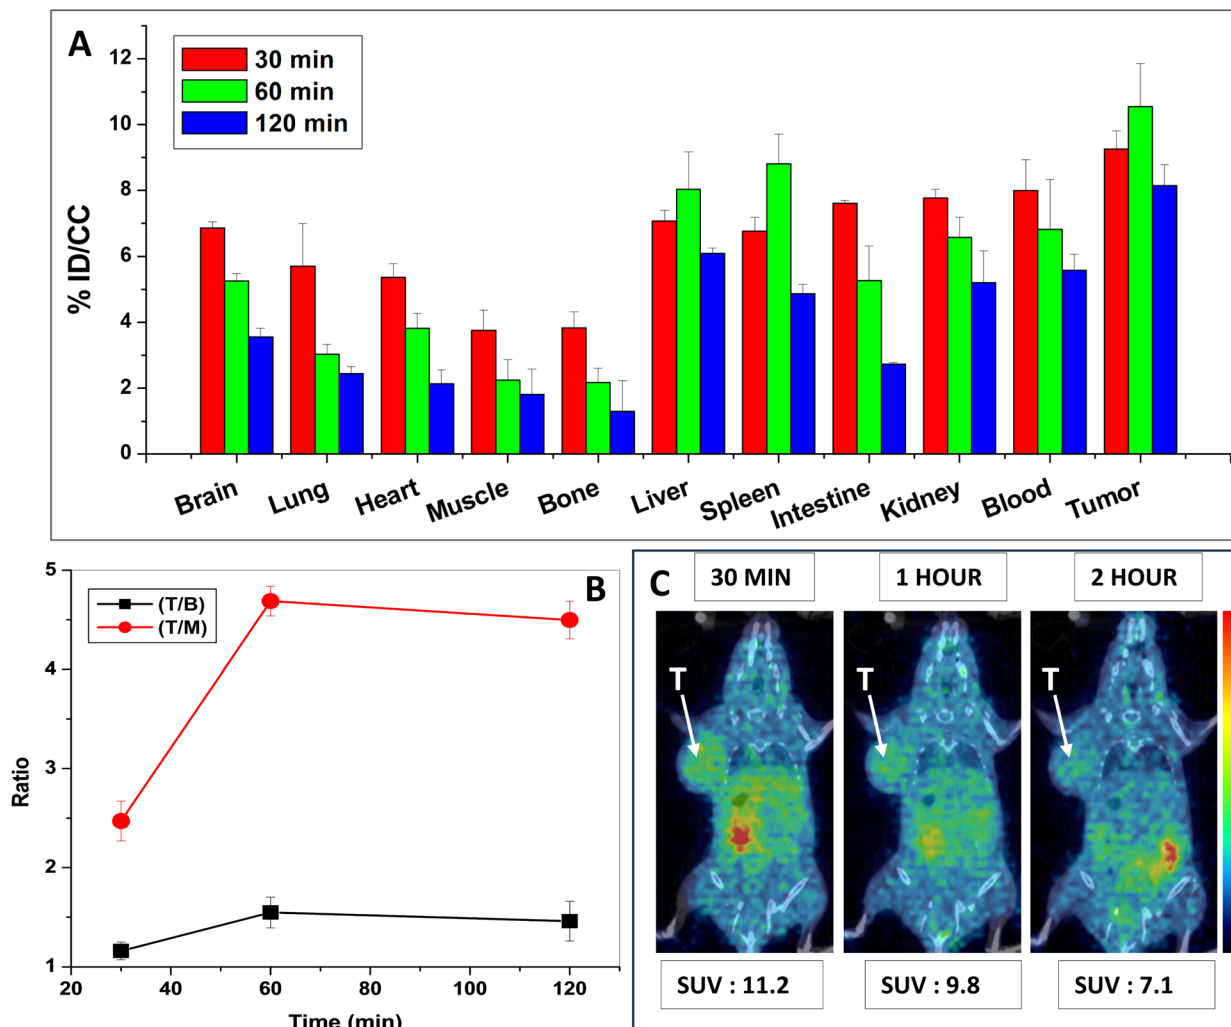 A
30 min
60 min
120 min
% ID/CC
12
10
8
6
4
2
0
Brain
Lung
Heart
Muscle
Bone
Liver
Spleen
Intestine
Kidney
Blood
Tumor
B
(T/B)
(T/M)
Ratio
5
4
3
2
1
20
40
60
80
100
120
Time (min)
C
30 MIN
1 HOUR
2 HOUR
T
T
T
SUV : 11.2
SUV : 9.8
SUV : 7.1